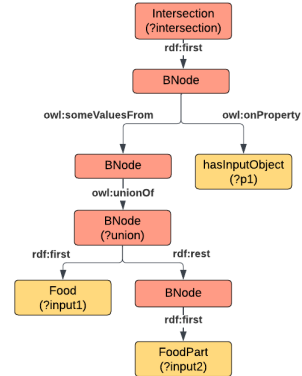 Intersection
(?intersection)
rdf:first
BNode
owl:someValuesFrom
owl:onProperty
BNode
hasInputObject
(?p1)
owl:unionOf
BNode
(?union)
rdf:first
rdf:rest
Food
(?input1)
BNode
rdf:first
FoodPart
(?input2)